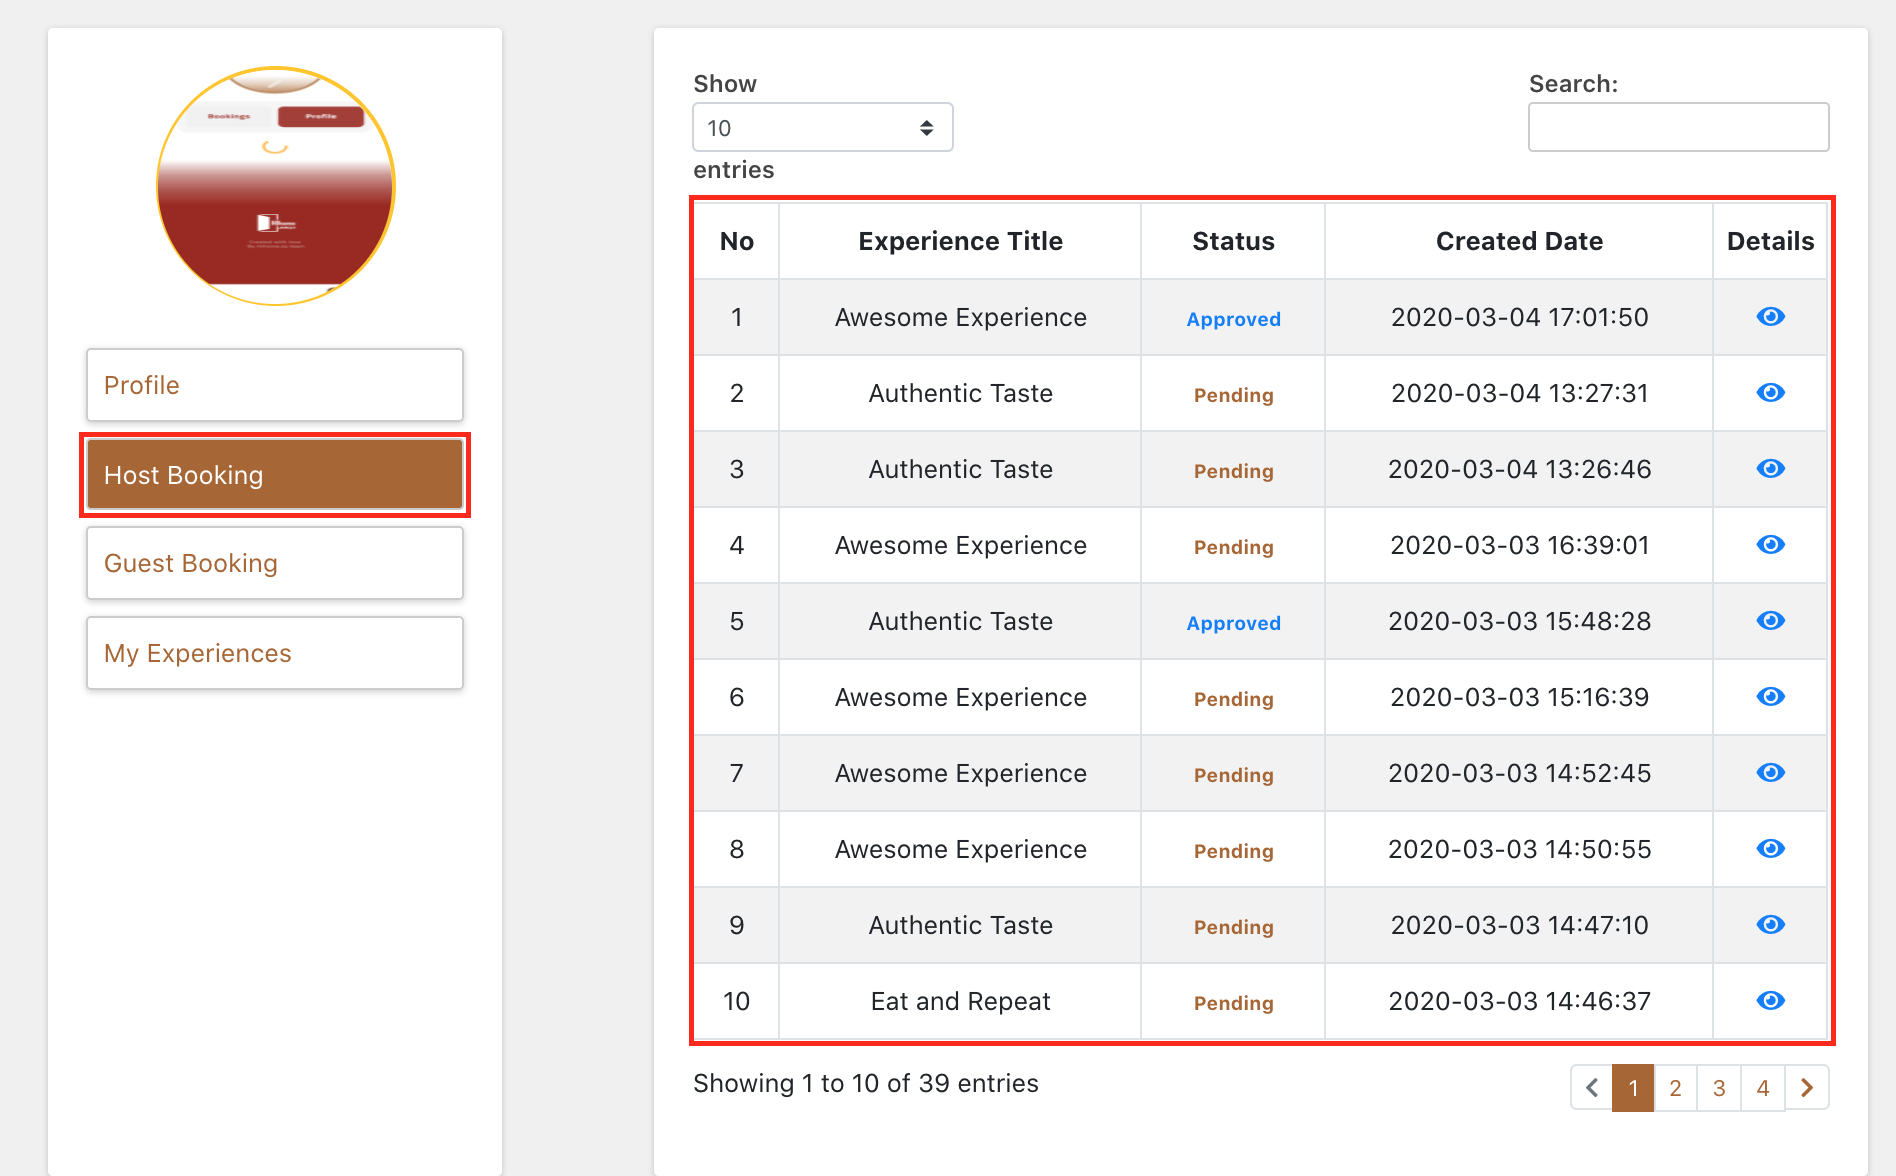 Bookings Profile
Profile
Host Booking
Guest Booking
My Experiences
Show
10
entries
Search:
No Experience Title Status Created Date Details
1 Awesome Experience Approved 2020-03-04 17:01:50
2 Authentic Taste Pending 2020-03-04 13:27:31
3 Authentic Taste Pending 2020-03-04 13:26:46
4 Awesome Experience Pending 2020-03-03 16:39:01
5 Authentic Taste Approved 2020-03-03 15:48:28
6 Awesome Experience Pending 2020-03-03 15:16:39
7 Awesome Experience Pending 2020-03-03 14:52:45
8 Awesome Experience Pending 2020-03-03 14:50:55
9 Authentic Taste Pending 2020-03-03 14:47:10
10 Eat and Repeat Pending 2020-03-03 14:46:37
Showing 1 to 10 of 39 entries
1 2 3 4